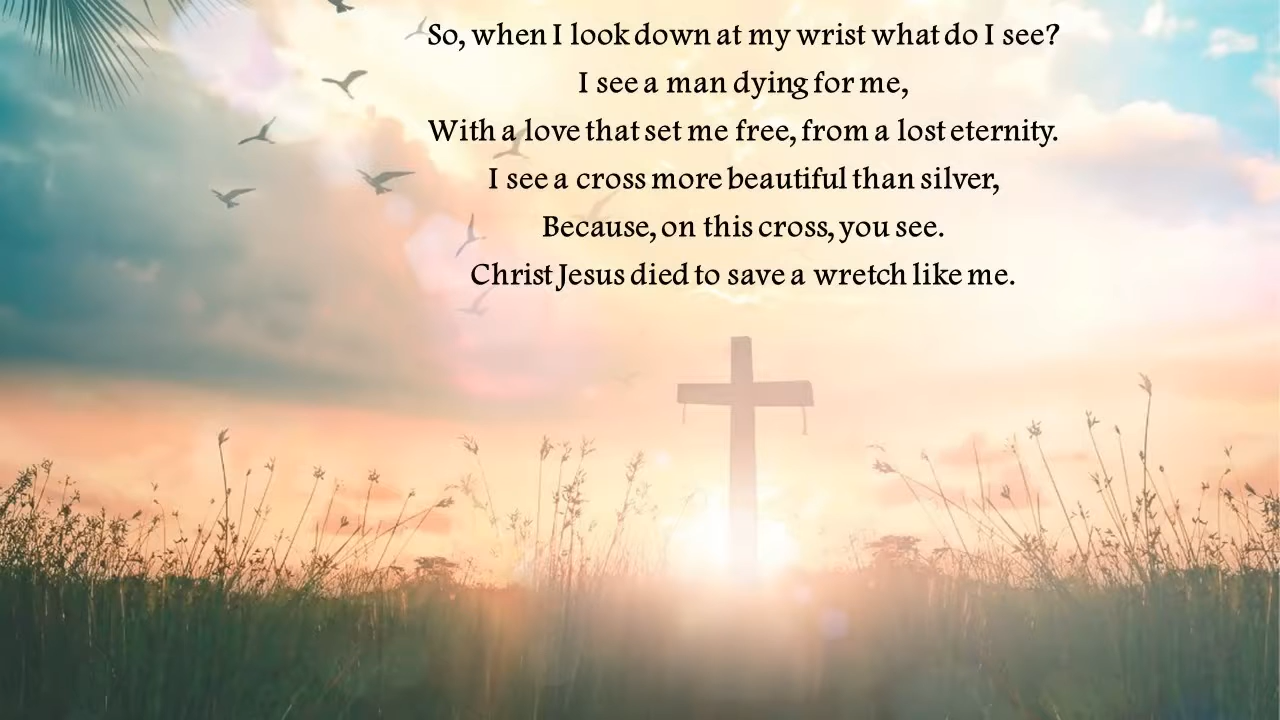 So, when I look down at my wrist what do I see?
I see a man dying for me,
With a love that set me free, from a lost eternity.
I see a cross more beautiful than silver,
Because, on this cross, you see.
Christ Jesus died to save a wretch like me.